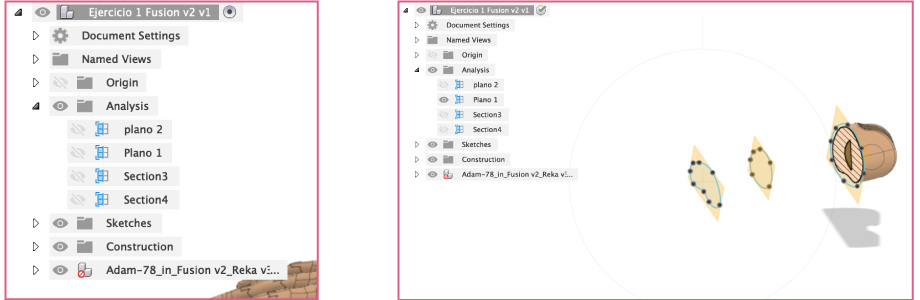 Ejercicio 1 Fusion v2 v1
Document Settings
Named Views
Origin
Analysis
plano 2
Plano 1
Section3
Section4
Sketches
Construction
Adam-78_in_Fusion v2_Reka v3...
Ejercicio 1 Fusion v2 v1
Document Settings
Named Views
Origin
Analysis
plano 2
Plano 1
Section3
Section4
Sketches
Construction
Adam-78_in_Fusion v2_Reka v3...